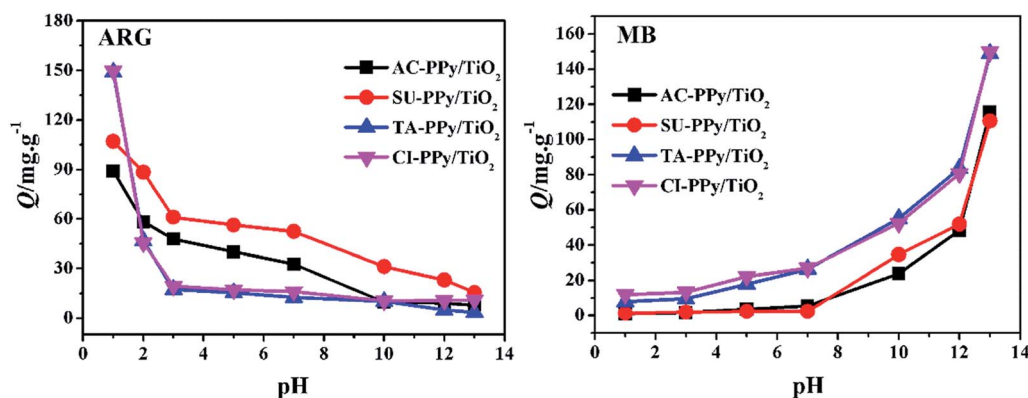 ARG
Q/mg.g-1
180
150
120
90
60
30
0
AC-PPy/TiO2
SU-PPy/TiO2
TA-PPy/TiO2
CI-PPy/TiO2
0 2 4 6 8 10 12 14
pH
MB
Q/mg.g-1
160
140
120
100
80
60
40
20
0
AC-PPy/TiO2
SU-PPy/TiO2
TA-PPy/TiO2
CI-PPy/TiO2
0 2 4 6 8 10 12 14
pH